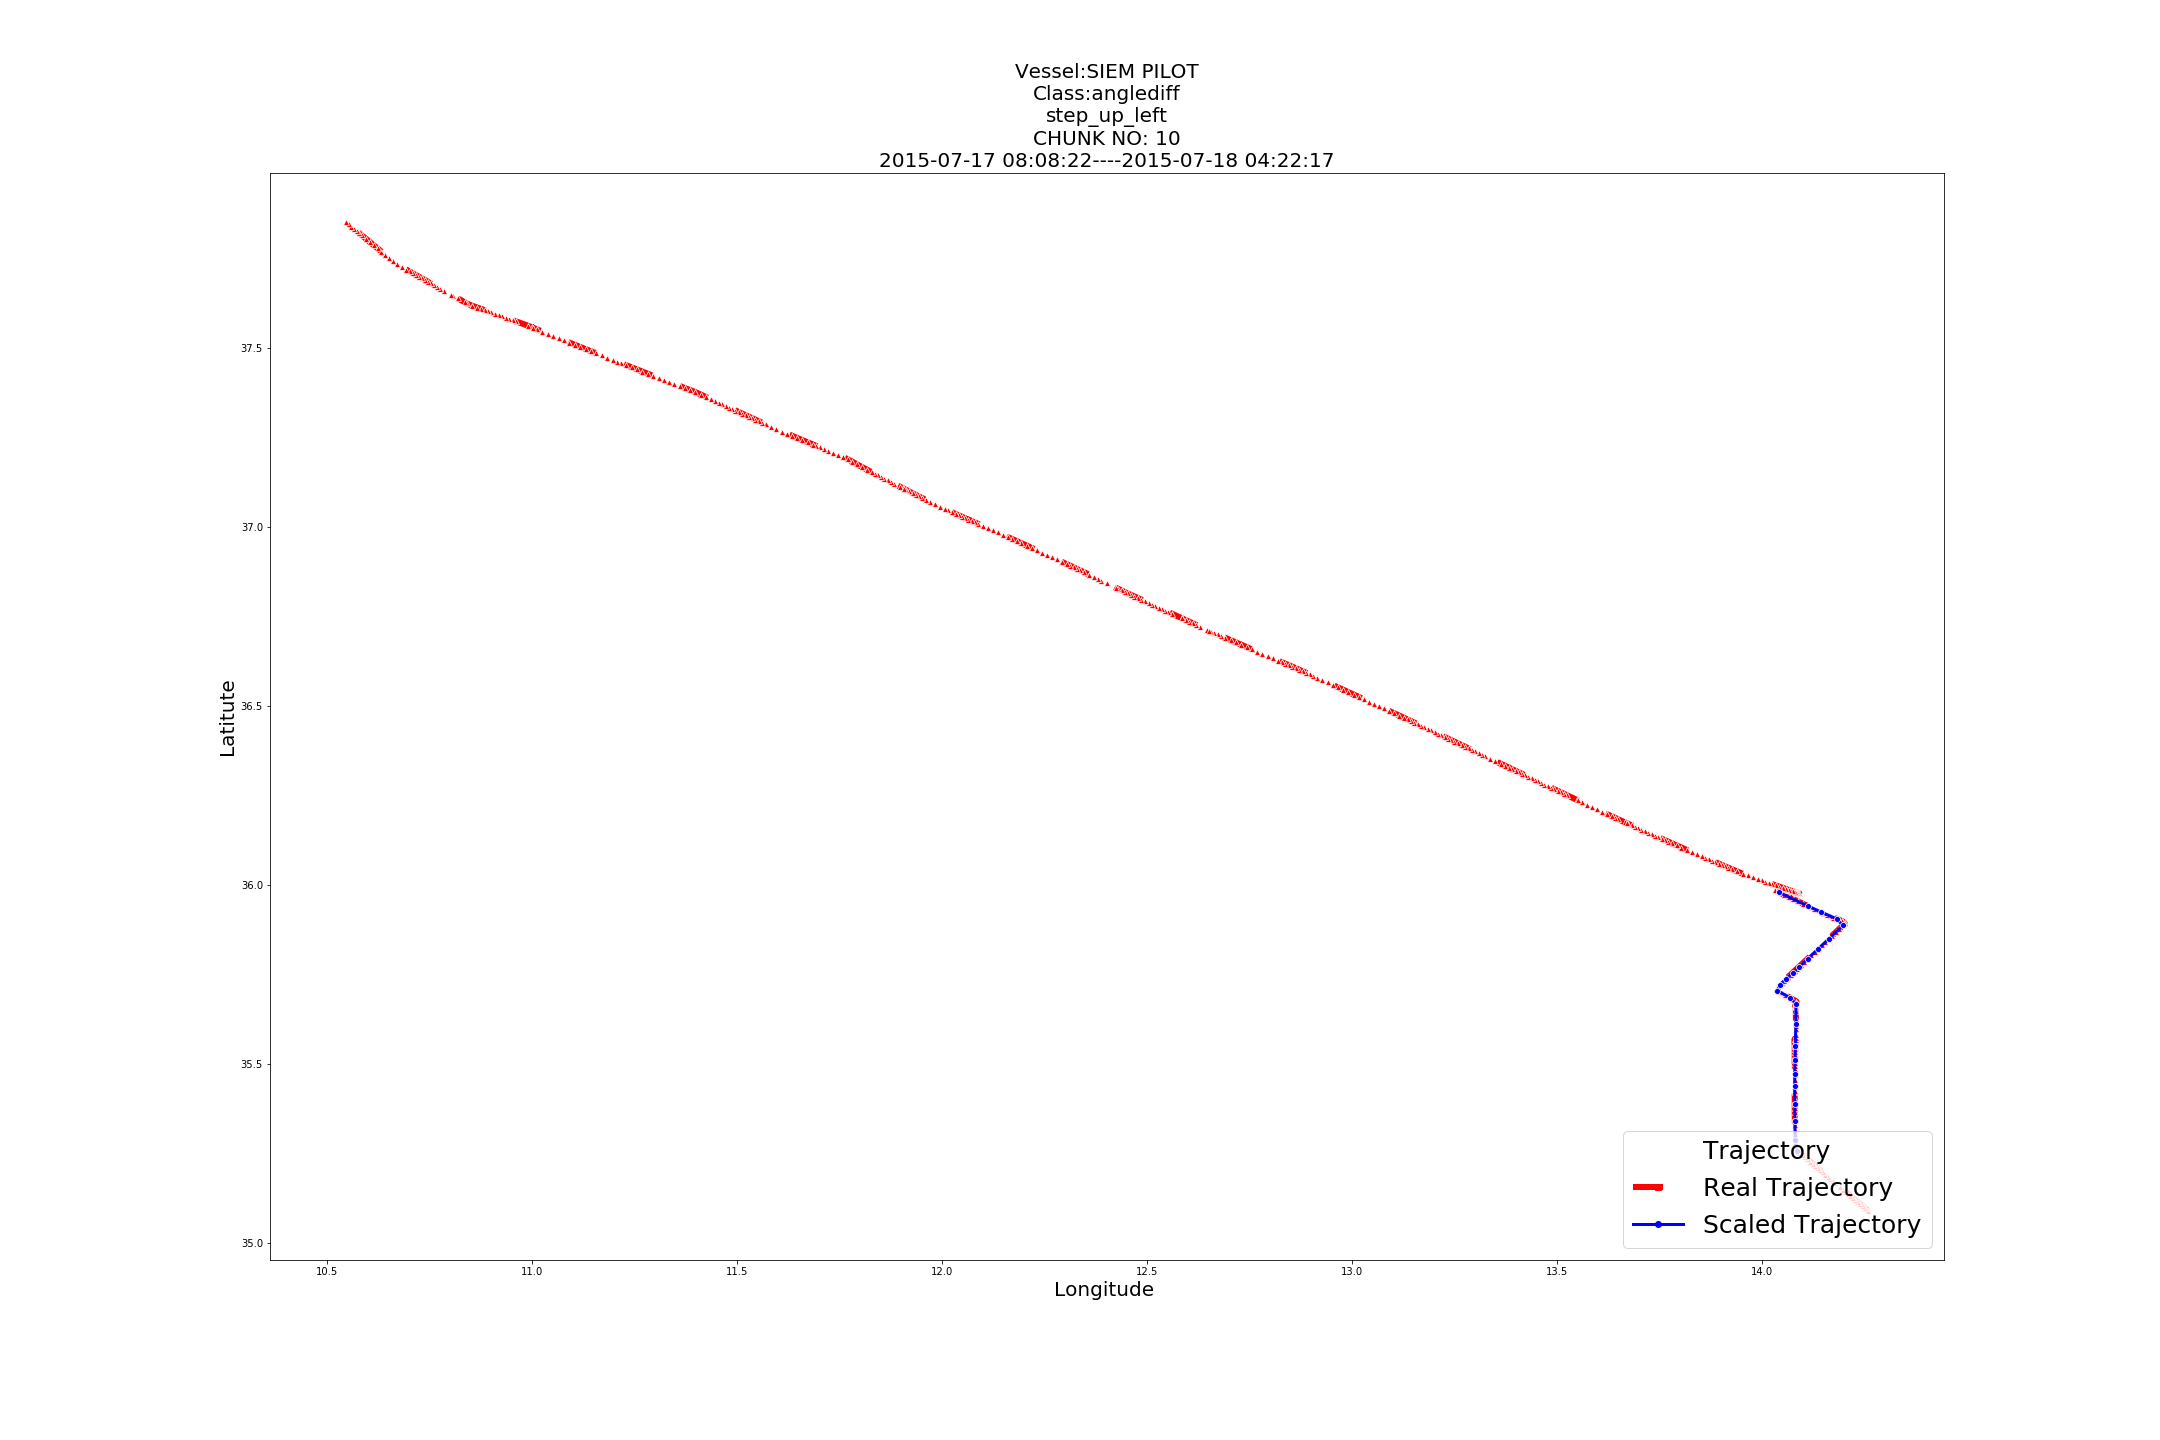 Vessel:SIEM PILOT
Class:anglediff
step_up_left
CHUNK NO: 10
2015-07-17 08:08:22----2015-07-18 04:22:17
Latitute
37.5
37.0
36.5
36.0
35.5
35.0
Trajectory
Real Trajectory
Scaled Trajectory
10.5 11.0 11.5 12.0 12.5 13.0 13.5 14.0
Longitude